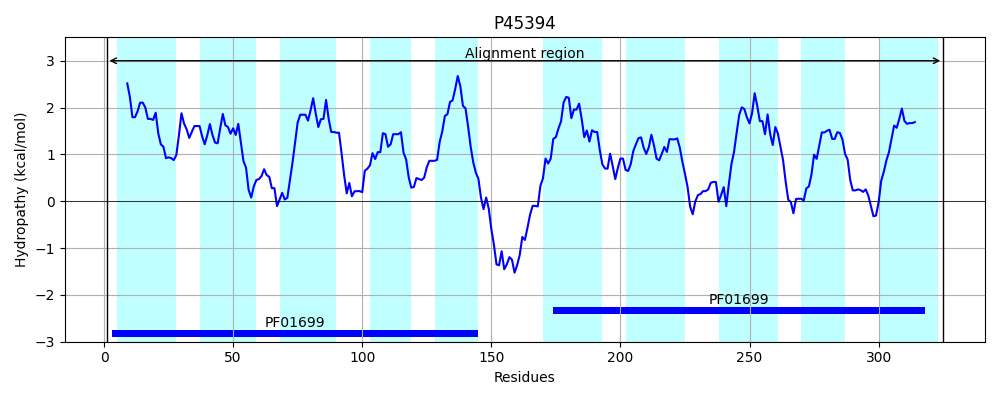 P45394
Alignment region
3
2
1
0
−1
−2
−3
Hydropathy (kcal/mol)
PF01699
PF01699
0 50 100 150 200 250 300
Residues